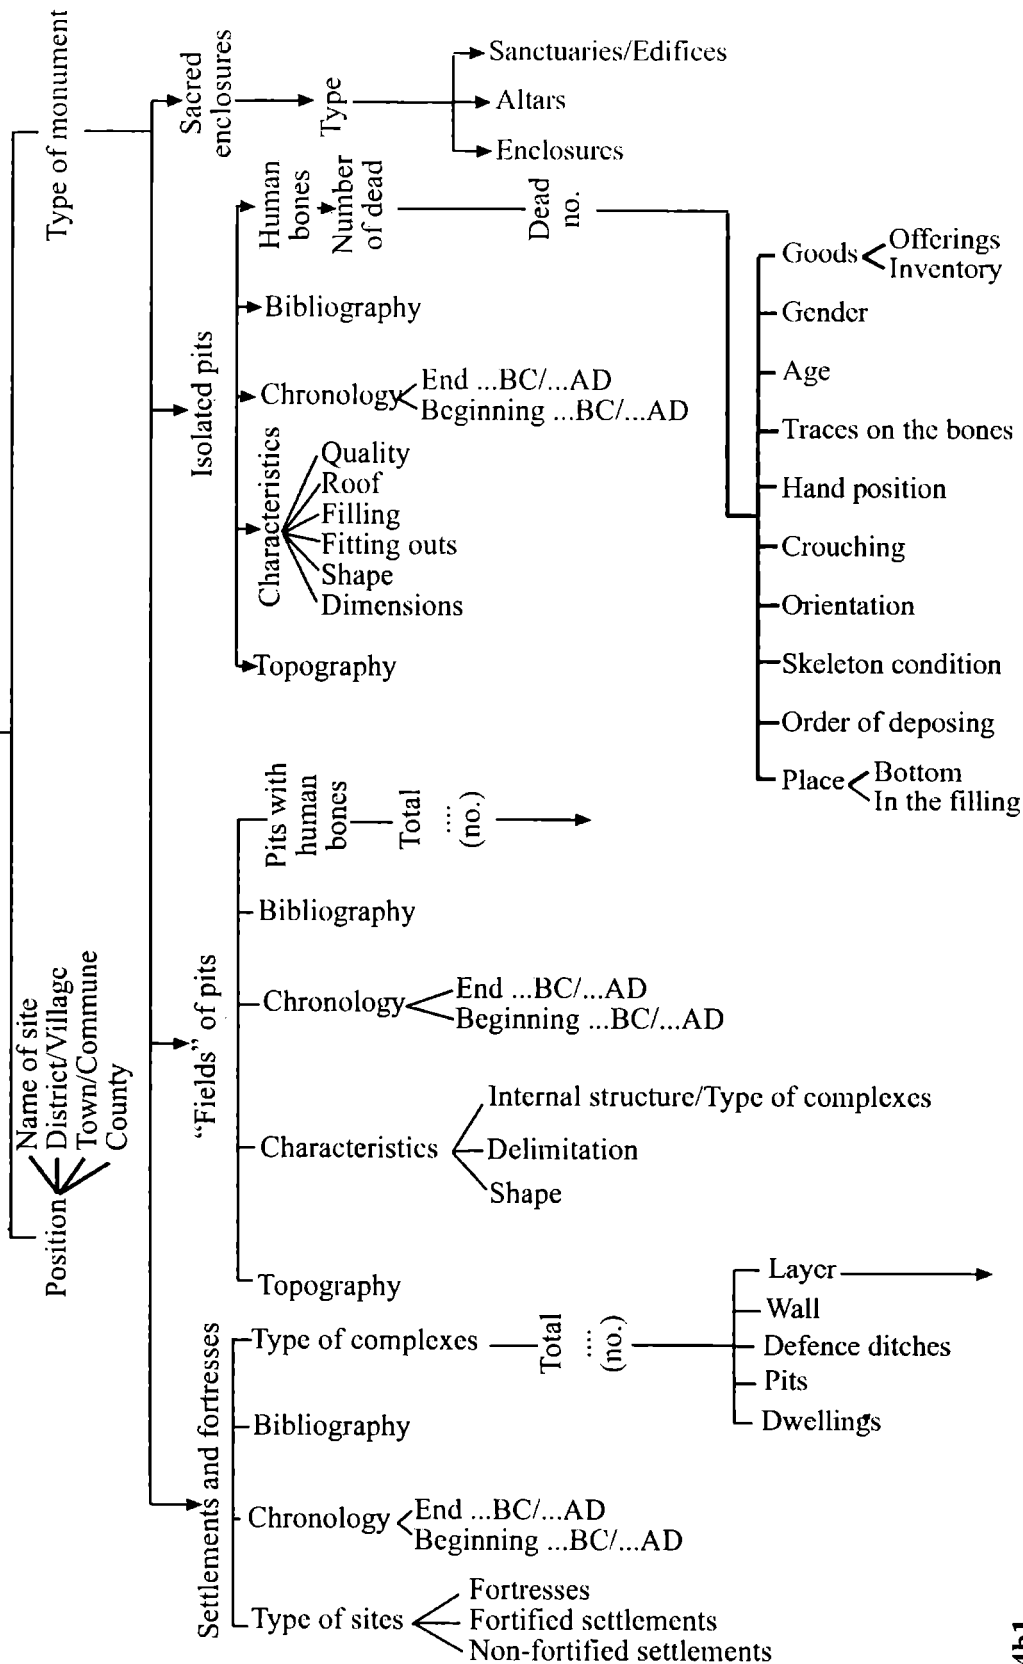 Type of monument
Sacred
enclosures
Type
Sanctuaries/Edifices
Altars
Enclosures
Isolated pits
Human
bones
Number
of dead
Dead
no.
Goods
Offerings
Inventory
Gender
Age
Traces on the bones
Hand position
Crouching
Orientation
Skeleton condition
Order of deposing
Place
Bottom
In the filling
Bibliography
Chronology
End ...BC/...AD
Beginning ...BC/...AD
Characteristics
Quality
Roof
Filling
Fitting outs
Shape
Dimensions
Topography
"Fields" of pits
Pits with
human
bones
Total
....
(no.)
Bibliography
Chronology
End ...BC/...AD
Beginning ...BC/...AD
Characteristics
Internal structure/Type of complexes
Delimitation
Shape
Topography
Position
Name of site
District/Village
Town/Commune
County
Settlements and fortresses
Type of complexes
Total
....
(no.)
Layer
Wall
Defence ditches
Pits
Dwellings
Bibliography
Chronology
End ...BC/...AD
Beginning ...BC/...AD
Type of sites
Fortresses
Fortified settlements
Non-fortified settlements
4b1